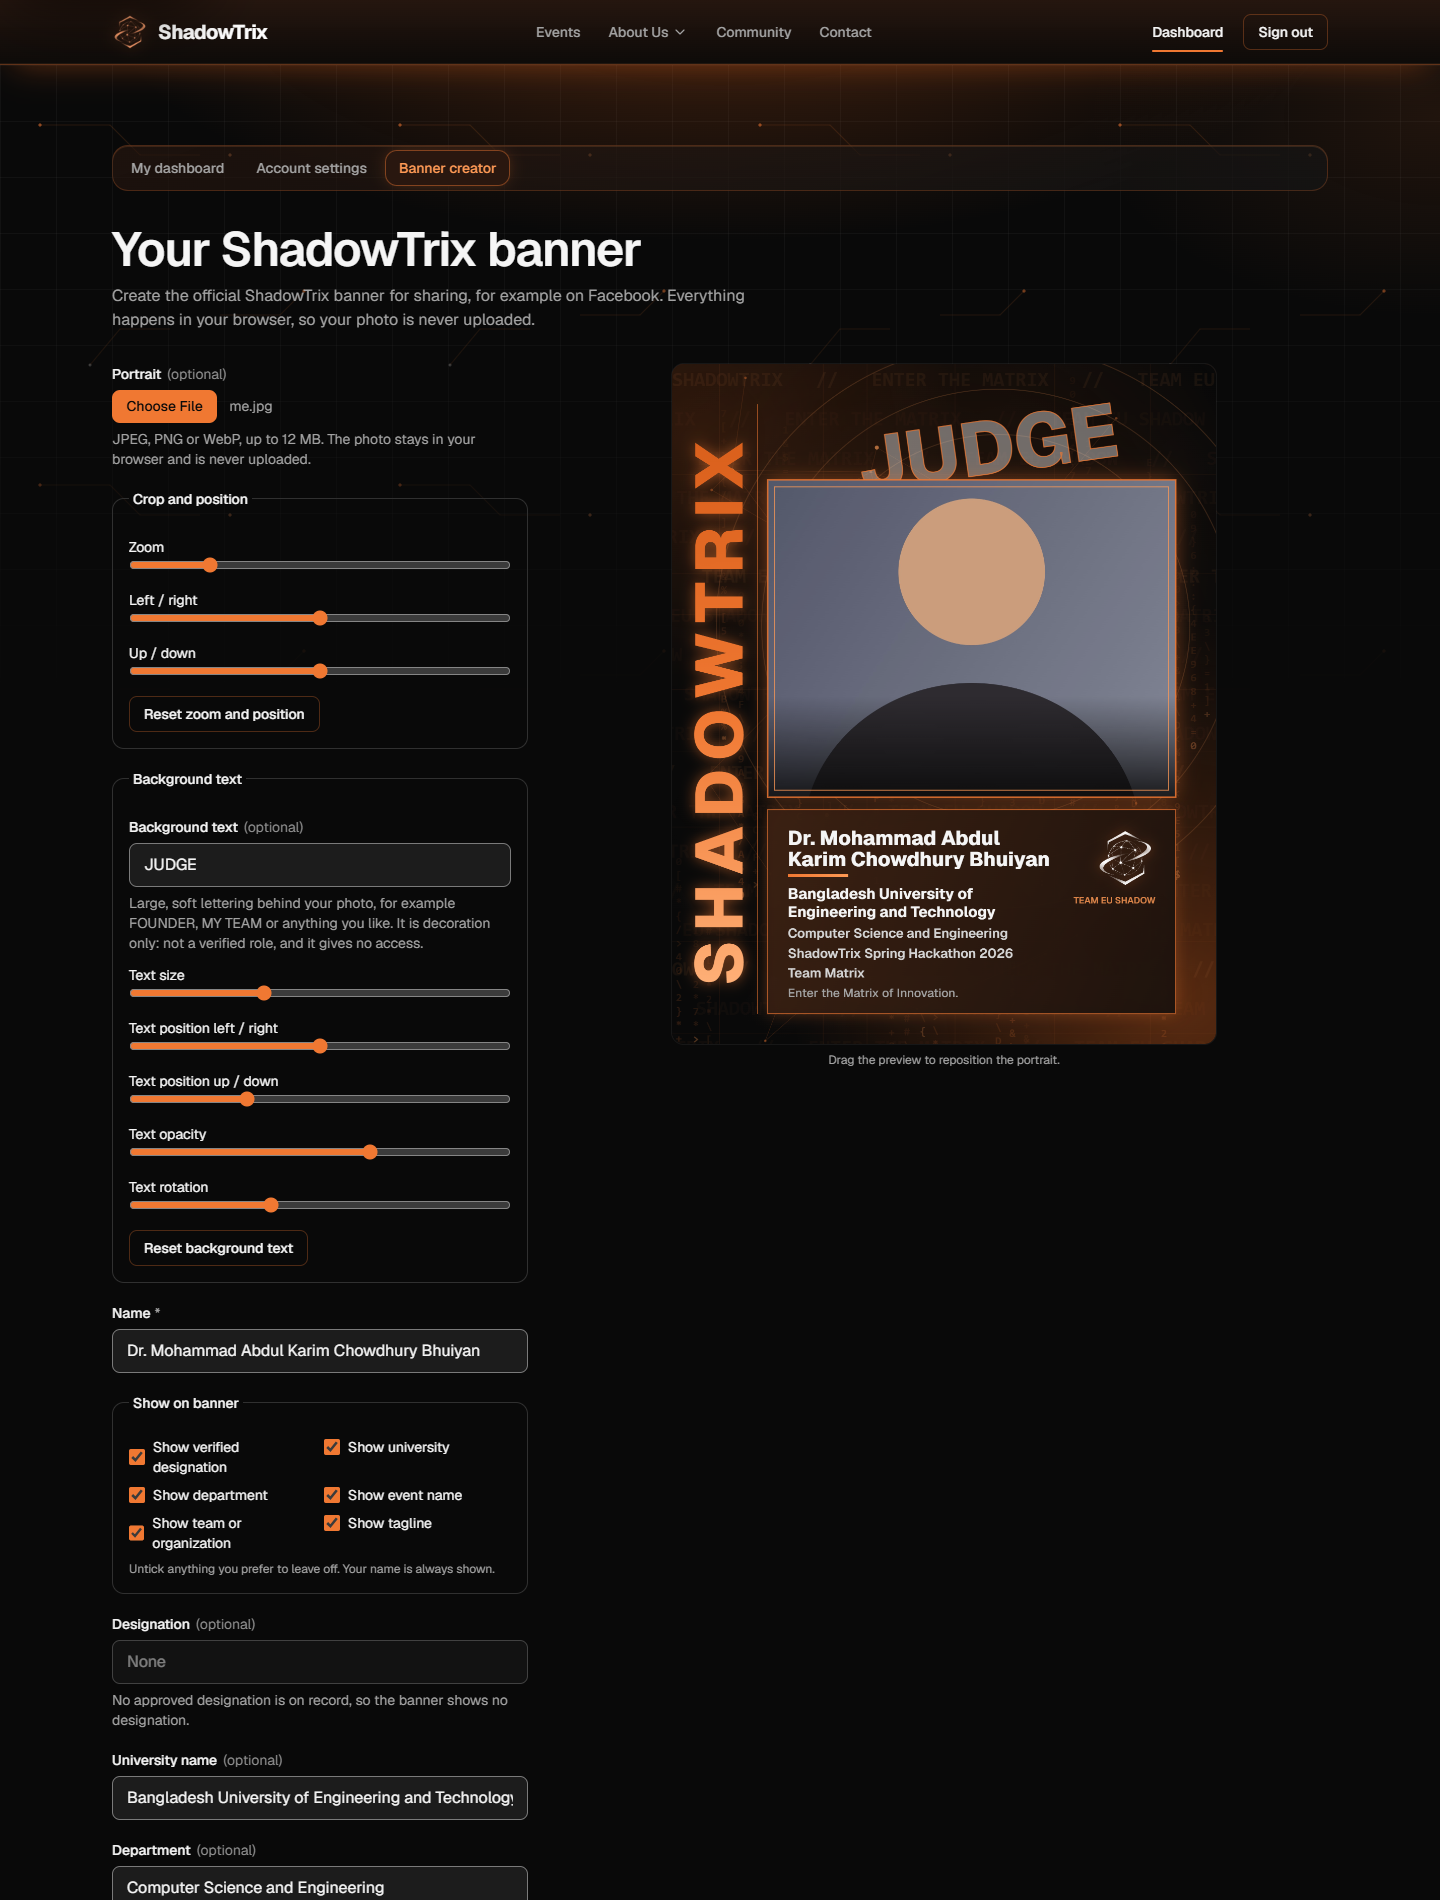 ShadowTrix
Events
About Us
Community
Contact
Dashboard
Sign out
My dashboard
Account settings
Banner creator
Your ShadowTrix banner
Create the official ShadowTrix banner for sharing, for example on Facebook. Everything
happens in your browser, so your photo is never uploaded.
Portrait (optional)
Choose File me.jpg
JPEG, PNG or WebP, up to 12 MB. The photo stays in your
browser and is never uploaded.
Crop and position
Zoom
Left / right
Up / down
Reset zoom and position
Background text
Background text (optional)
JUDGE
Large, soft lettering behind your photo, for example
FOUNDER, MY TEAM or anything you like. It is decoration
only: not a verified role, and it gives no access.
Text size
Text position left / right
Text position up / down
Text opacity
Text rotation
Reset background text
Name *
Dr. Mohammad Abdul Karim Chowdhury Bhuiyan
Show on banner
Show verified
designation
Show university
Show department
Show event name
Show team or
organization
Show tagline
Untick anything you prefer to leave off. Your name is always shown.
Designation (optional)
None
No approved designation is on record, so the banner shows no
designation.
University name (optional)
Bangladesh University of Engineering and Technology
Department (optional)
Computer Science and Engineering
SHADOWTRIX // ENTER THE MATRIX // TEAM EU
JUDGE
SHADOWTRIX
Dr. Mohammad Abdul
Karim Chowdhury Bhuiyan
Bangladesh University of
Engineering and Technology
Computer Science and Engineering
ShadowTrix Spring Hackathon 2026
Team Matrix
Enter the Matrix of Innovation.
TEAM EU SHADOW
Drag the preview to reposition the portrait.